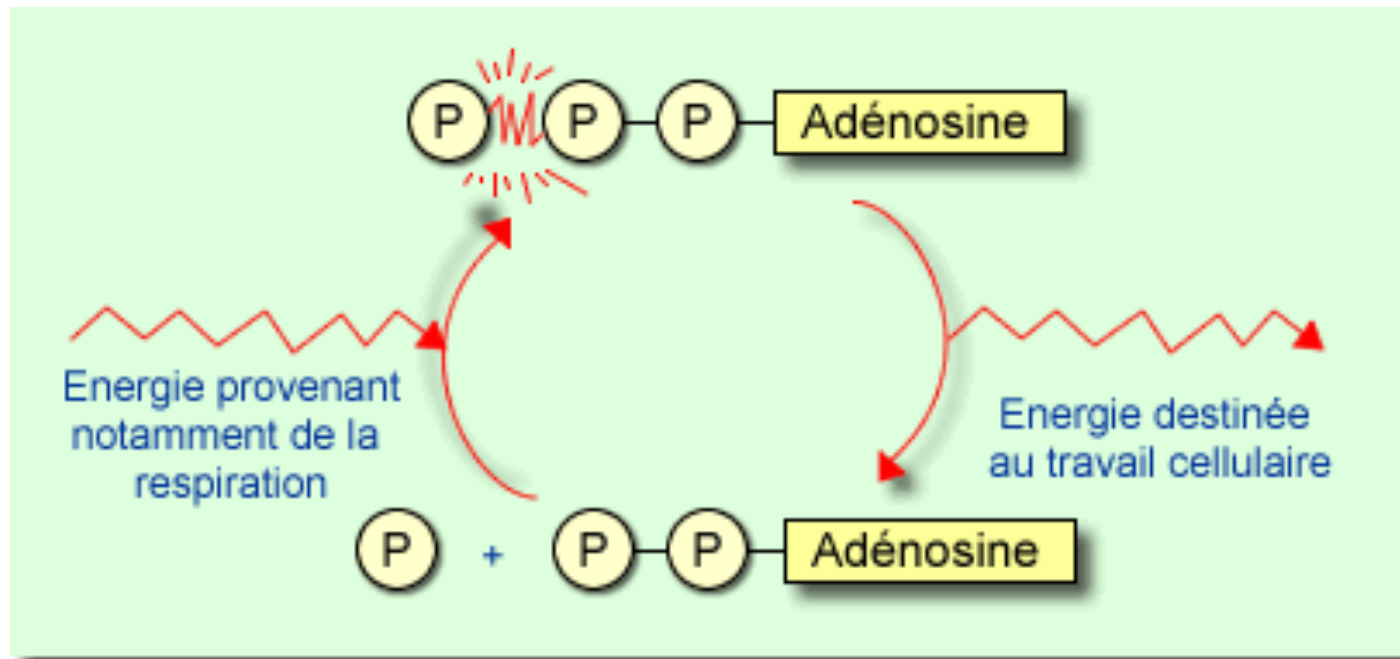 P P P Adénosine
Energie provenant
notamment de la
respiration
Energie destinée
au travail cellulaire
P + P P Adénosine